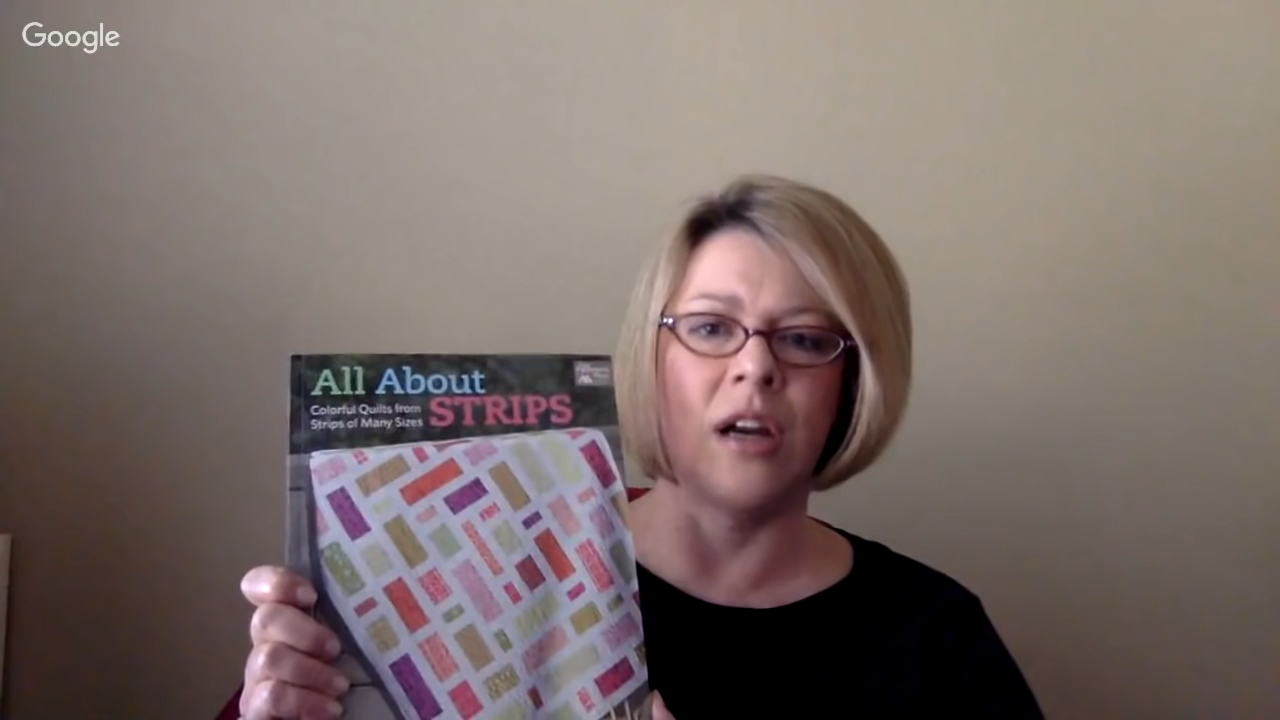 Google
All About
Colorful Quilts from
Strips of Many Sizes
STRIPS